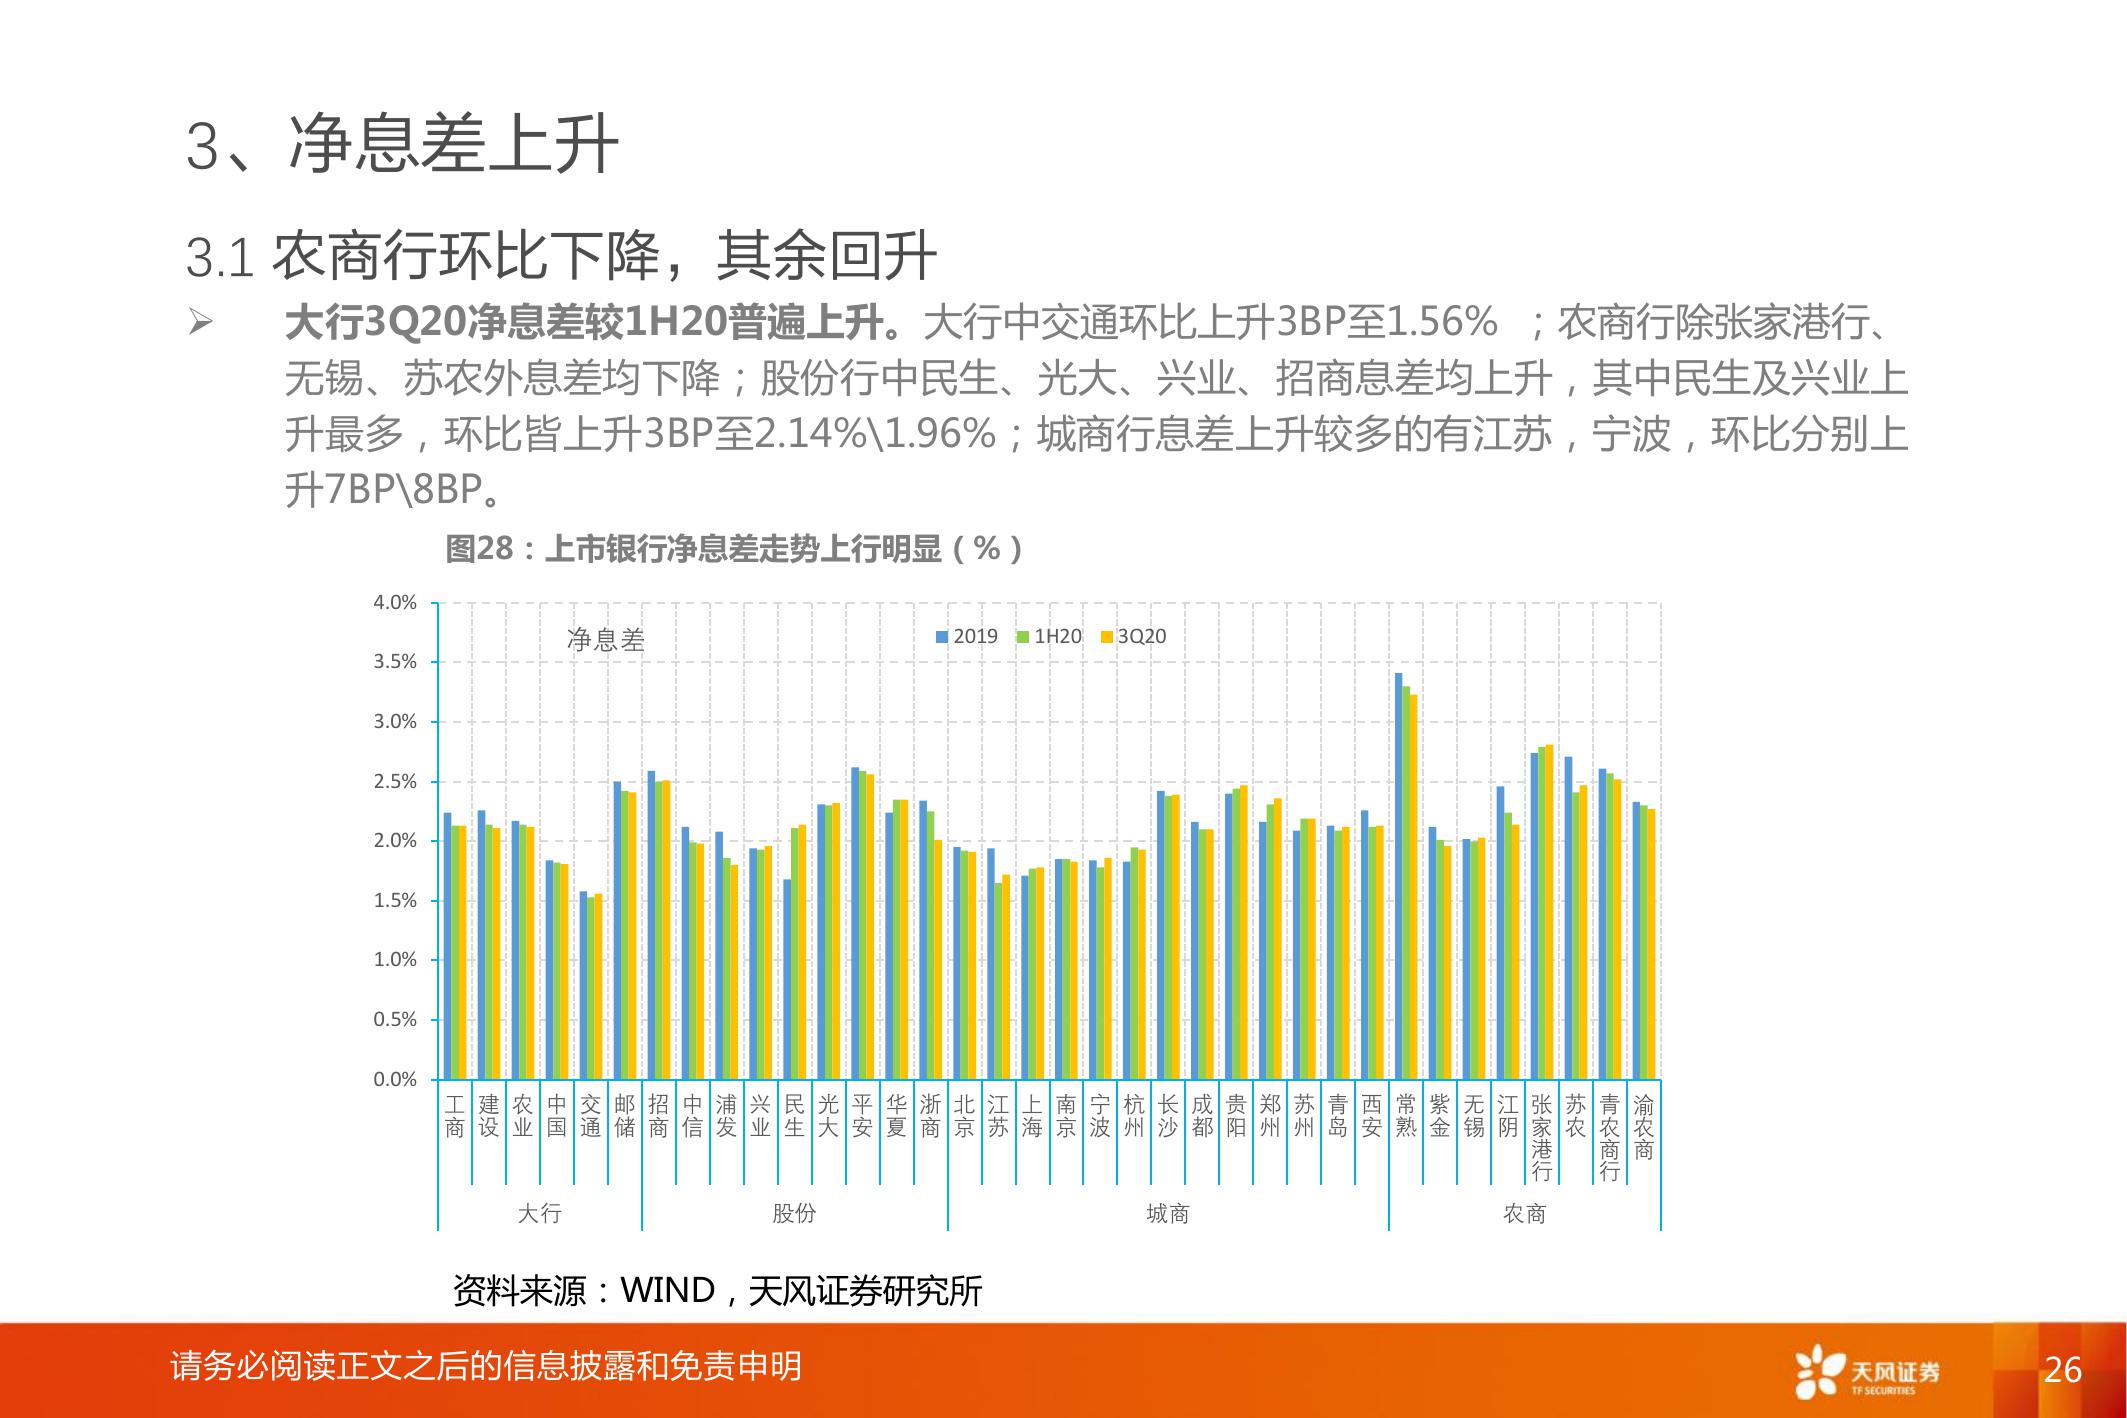 3、净息差上升
3.1 农商行环比下降，其余回升
大行3Q20净息差较1H20普遍上升。大行中交通环比上升3BP至1.56% ；农商行除张家港行、
无锡、苏农外息差均下降；股份行中民生、光大、兴业、招商息差均上升，其中民生及兴业上
升最多，环比皆上升3BP至2.14%\1.96%；城商行息差上升较多的有江苏，宁波，环比分别上
升7BP\8BP。
图28：上市银行净息差走势上行明显（%）
净息差
2019 1H20 3Q20
4.0%
3.5%
3.0%
2.5%
2.0%
1.5%
1.0%
0.5%
0.0%
工商 建设 农业 中国 交通 邮储 招商 中信 浦发 兴业 民生 光大 平安 华夏 浙商 北京 江苏 上海 南京 宁波 杭州 长沙 成都 贵阳 郑州 苏州 青岛 西安 常熟 紫金 无锡 江阴 张家港行 苏农 青农商行 渝农商
大行 股份 城商 农商
资料来源：WIND，天风证券研究所
请务必阅读正文之后的信息披露和免责申明
天风证券
TF SECURITIES
26